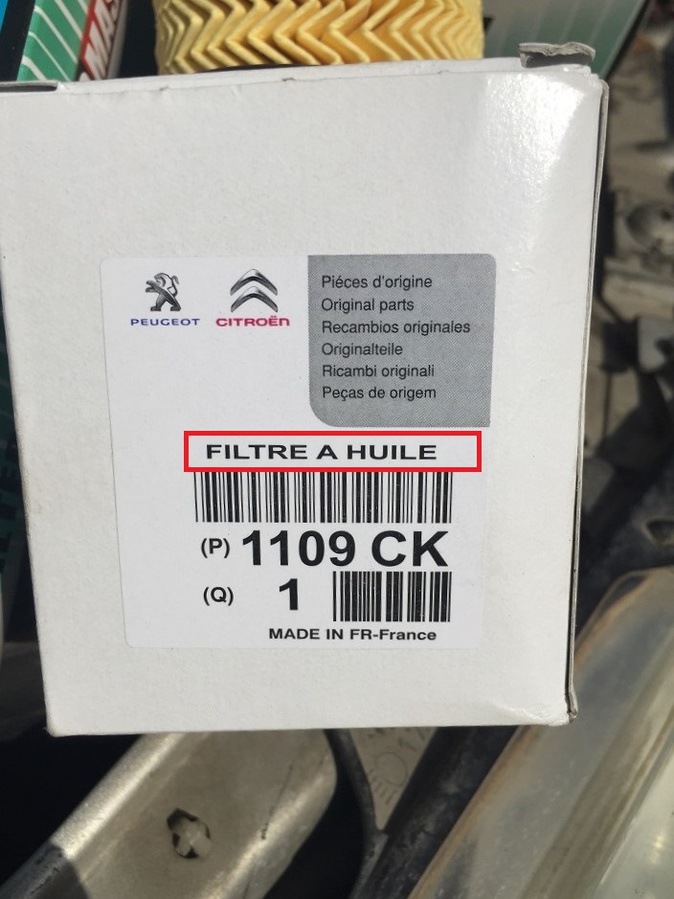 PEUGEOT
CITROËN
Piéces d'origine
Original parts
Recambios originales
Originalteile
Ricambi originali
Peças de origem
FILTRE A HUILE
(P) 1109 CK
(Q) 1
MADE IN FR-France